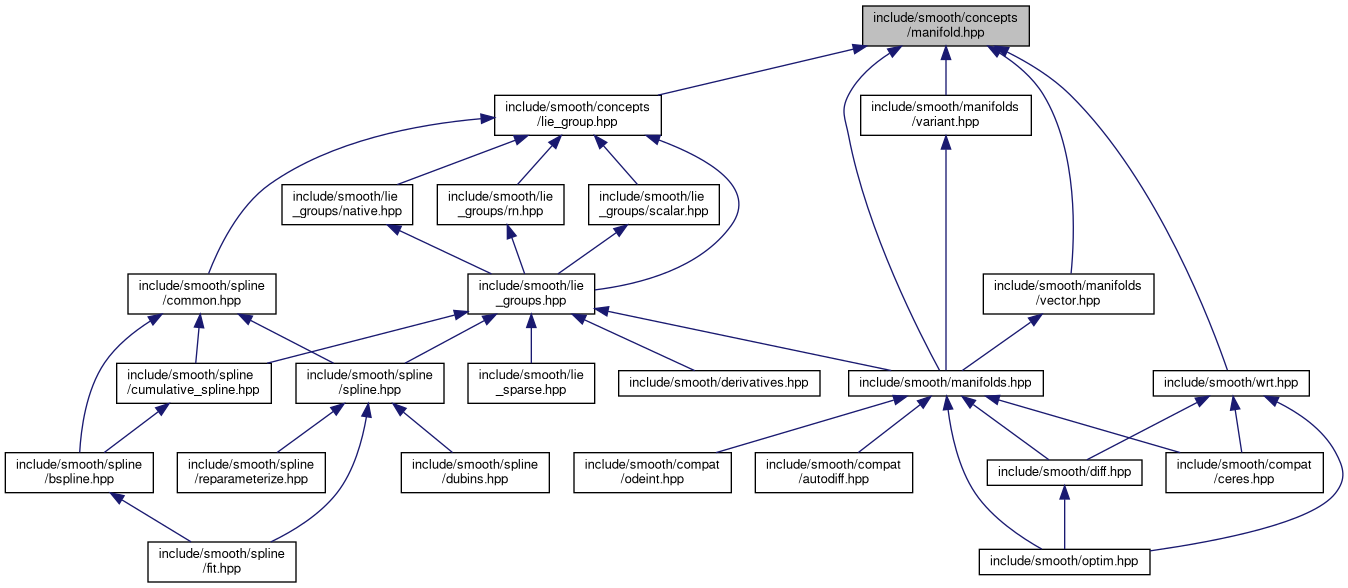 include/smooth/concepts
/manifold.hpp
include/smooth/concepts
/lie_group.hpp
include/smooth/manifolds
/variant.hpp
include/smooth/lie
_groups/native.hpp
include/smooth/lie
_groups/rn.hpp
include/smooth/lie
_groups/scalar.hpp
include/smooth/spline
/common.hpp
include/smooth/lie
_groups.hpp
include/smooth/manifolds
/vector.hpp
include/smooth/spline
/cumulative_spline.hpp
include/smooth/spline
/spline.hpp
include/smooth/lie
_sparse.hpp
include/smooth/derivatives.hpp
include/smooth/manifolds.hpp
include/smooth/wrt.hpp
include/smooth/spline
/bspline.hpp
include/smooth/spline
/reparameterize.hpp
include/smooth/spline
/dubins.hpp
include/smooth/compat
/odeint.hpp
include/smooth/compat
/autodiff.hpp
include/smooth/diff.hpp
include/smooth/compat
/ceres.hpp
include/smooth/spline
/fit.hpp
include/smooth/optim.hpp